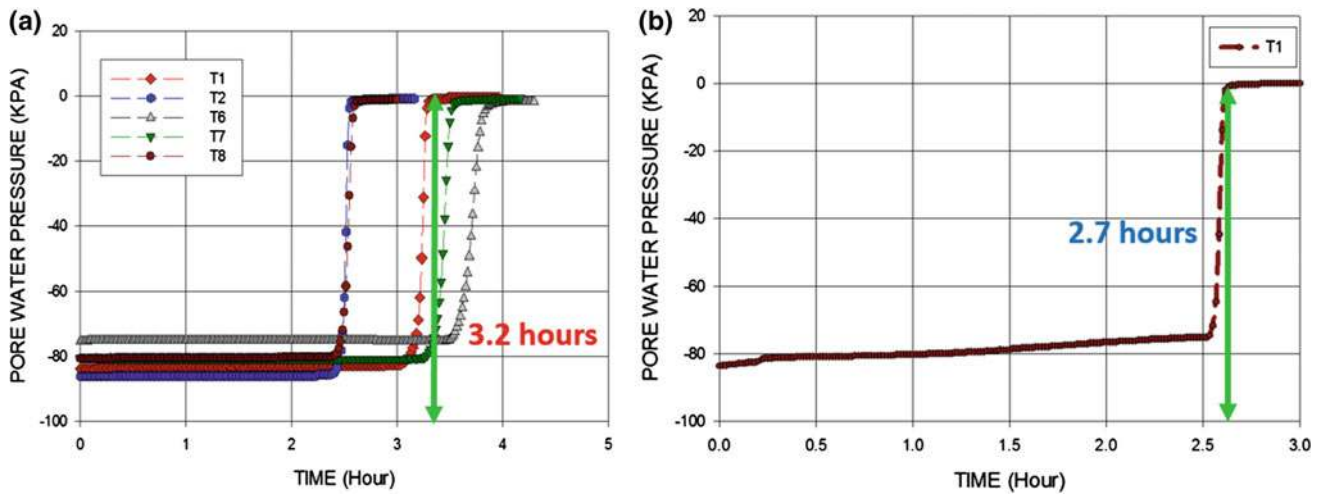 (a)
20
0
-20
-40
-60
-80
-100
PORE WATER PRESSURE (KPA)
T1
T2
T6
T7
T8
3.2 hours
0 1 2 3 4 5
TIME (Hour)
(b)
20
0
-20
-40
-60
-80
-100
PORE WATER PRESSURE (KPA)
T1
2.7 hours
0.0 0.5 1.0 1.5 2.0 2.5 3.0
TIME (Hour)